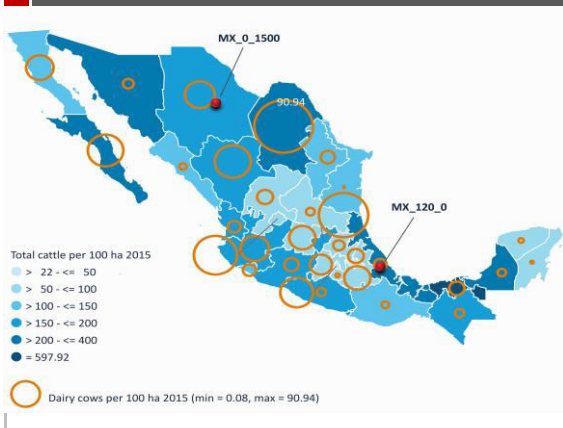 MX_0_1500
90.94
MX_120_0
Total cattle per 100 ha 2015
> 22 - <= 50
> 50 - <= 100
>100 - <= 150
>150 - <= 200
>200 - <= 400
= 597.92
Dairy cows per 100 ha 2015 (min = 0.08, max = 90.94)